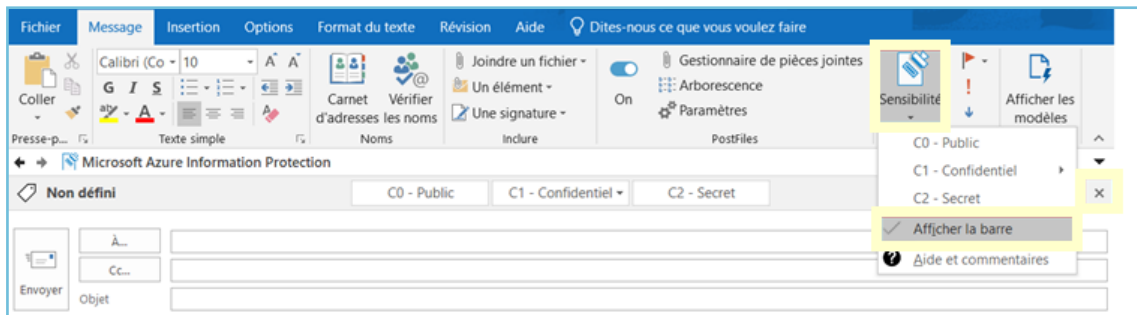 Fichier Message Insertion Options Format du texte Révision Aide Dites-nous ce que vous voulez faire
Coller
Presse-p...
Calibri (Co 10 A A
G I S
ab A
Texte simple
Carnet d'adresses
Vérifier les noms
Noms
Joindre un fichier
Un élément
Une signature
Inclure
On
Gestionnaire de pièces jointes
Arborescence
Paramètres
PostFiles
Sensibilité
Afficher les modèles
C0 - Public
C1 - Confidentiel
C2 - Secret
Afficher la barre
Aide et commentaires
Microsoft Azure Information Protection
Non défini C0 - Public C1 - Confidentiel C2 - Secret
Envoyer
À...
Cc...
Objet